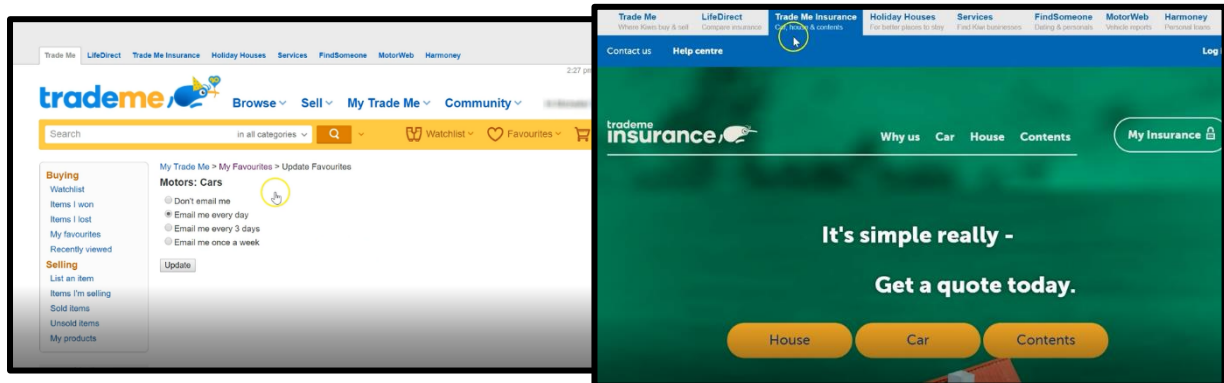 Trade Me LifeDirect Trade Me Insurance Holiday Houses Services FindSomeone MotorWeb Harmoney
2:27 pm
trademe
Browse Sell My Trade Me Community
Search in all categories Watchlist Favourites
Buying
Watchlist
Items I won
Items I lost
My favourites
Recently viewed
Selling
List an item
Items I'm selling
Sold items
Unsold items
My products
My Trade Me > My Favourites > Update Favourites
Motors: Cars
Don't email me
Email me every day
Email me every 3 days
Email me once a week
Update
Trade Me LifeDirect Trade Me Insurance Holiday Houses Services FindSomeone MotorWeb Harmoney
Where Kiwis buy & sell Compare insurance Car, house & contents For better places to stay Find Kiwi businesses Dating & personals Vehicle reports Personal loans
Contact us Help centre Log
trademe
insurance
Why us Car House Contents My Insurance
It's simple really -
Get a quote today.
House Car Contents